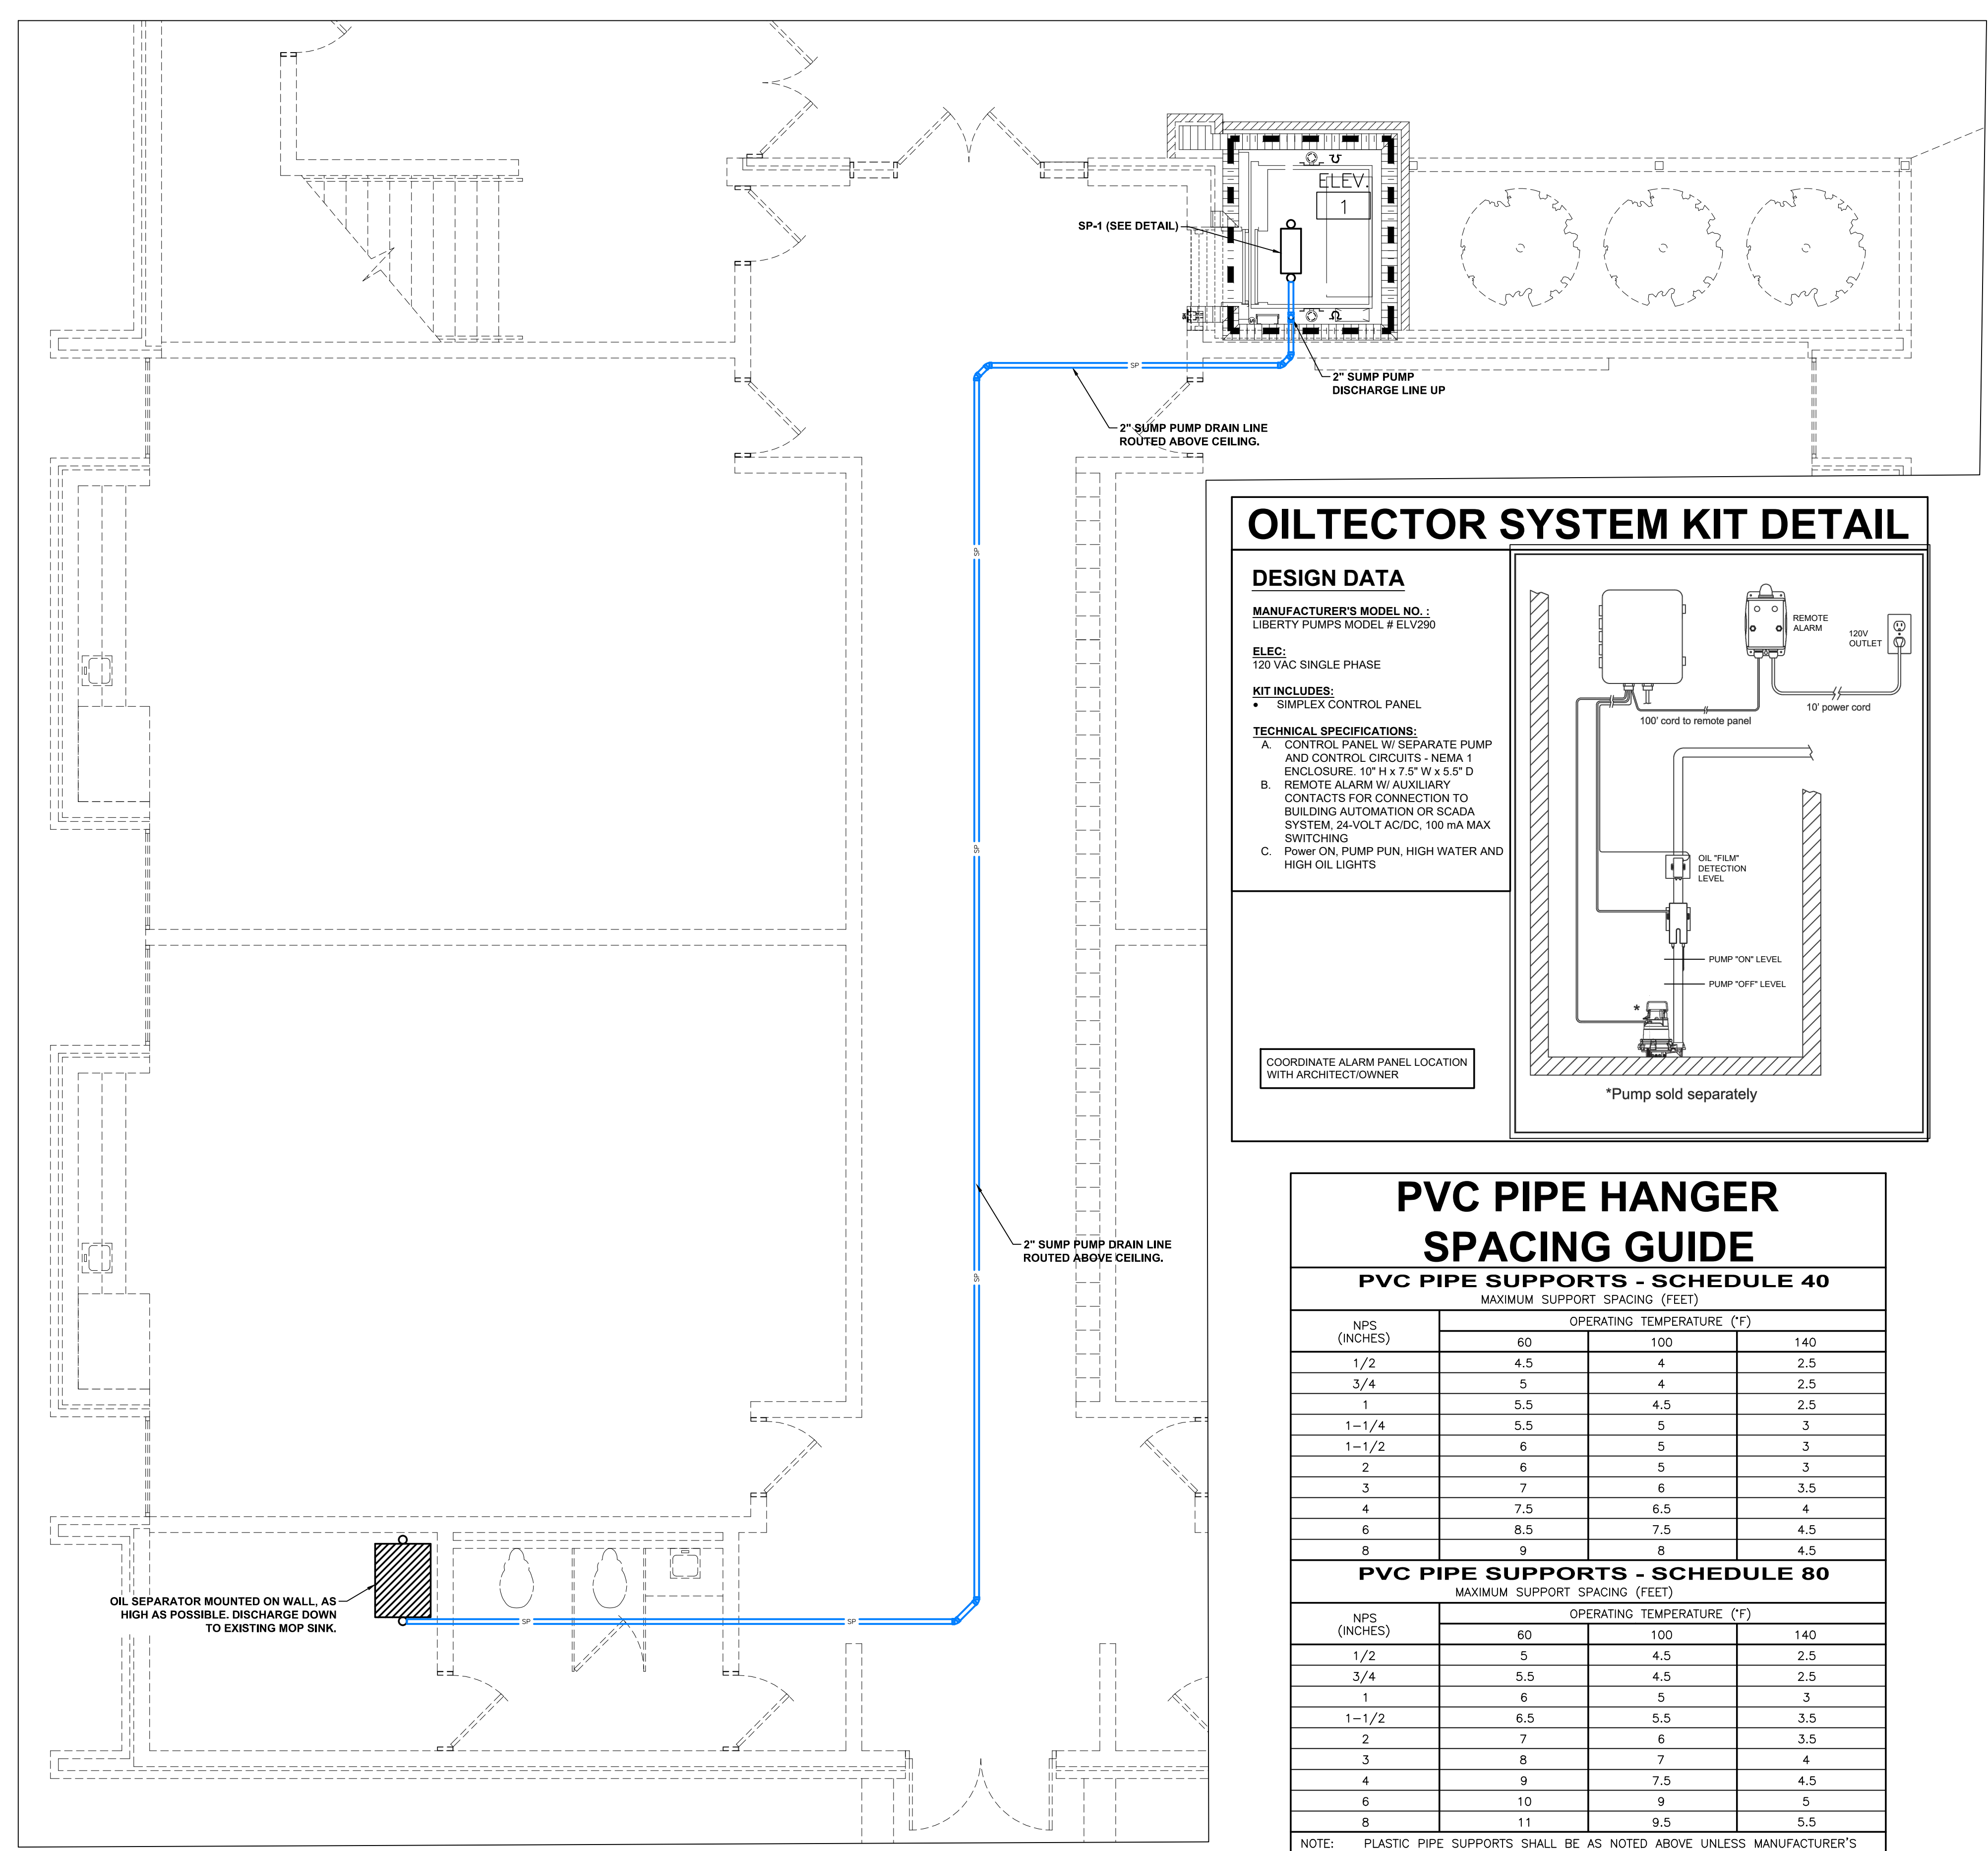 ELEV.
1
SP-1 (SEE DETAIL)
SP
2" SUMP PUMP
DISCHARGE LINE UP
2" SUMP PUMP DRAIN LINE
ROUTED ABOVE CEILING.
SP
SP
2" SUMP PUMP DRAIN LINE
ROUTED ABOVE CEILING.
SP
OIL SEPARATOR MOUNTED ON WALL, AS
HIGH AS POSSIBLE. DISCHARGE DOWN
TO EXISTING MOP SINK.
SP
SP
OILTECTOR SYSTEM KIT DETAIL
DESIGN DATA
MANUFACTURER'S MODEL NO. :
LIBERTY PUMPS MODEL # ELV290
ELEC:
120 VAC SINGLE PHASE
KIT INCLUDES:
• SIMPLEX CONTROL PANEL
TECHNICAL SPECIFICATIONS:
A. CONTROL PANEL W/ SEPARATE PUMP
AND CONTROL CIRCUITS - NEMA 1
ENCLOSURE. 10" H x 7.5" W x 5.5" D
B. REMOTE ALARM W/ AUXILIARY
CONTACTS FOR CONNECTION TO
BUILDING AUTOMATION OR SCADA
SYSTEM, 24-VOLT AC/DC, 100 mA MAX
SWITCHING
C. Power ON, PUMP PUN, HIGH WATER AND
HIGH OIL LIGHTS
COORDINATE ALARM PANEL LOCATION
WITH ARCHITECT/OWNER
REMOTE
ALARM
120V
OUTLET
100' cord to remote panel
10' power cord
OIL "FILM"
DETECTION
LEVEL
PUMP "ON" LEVEL
PUMP "OFF" LEVEL
*
*Pump sold separately
PVC PIPE HANGER
SPACING GUIDE
PVC PIPE SUPPORTS - SCHEDULE 40
MAXIMUM SUPPORT SPACING (FEET)
NPS
(INCHES)
OPERATING TEMPERATURE (°F)
60 100 140
1/2 4.5 4 2.5
3/4 5 4 2.5
1 5.5 4.5 2.5
1-1/4 5.5 5 3
1-1/2 6 5 3
2 6 5 3
3 7 6 3.5
4 7.5 6.5 4
6 8.5 7.5 4.5
8 9 8 4.5
PVC PIPE SUPPORTS - SCHEDULE 80
MAXIMUM SUPPORT SPACING (FEET)
NPS
(INCHES)
OPERATING TEMPERATURE (°F)
60 100 140
1/2 5 4.5 2.5
3/4 5.5 4.5 2.5
1 6 5 3
1-1/2 6.5 5.5 3.5
2 7 6 3.5
3 8 7 4
4 9 7.5 4.5
6 10 9 5
8 11 9.5 5.5
NOTE: PLASTIC PIPE SUPPORTS SHALL BE AS NOTED ABOVE UNLESS MANUFACTURER'S